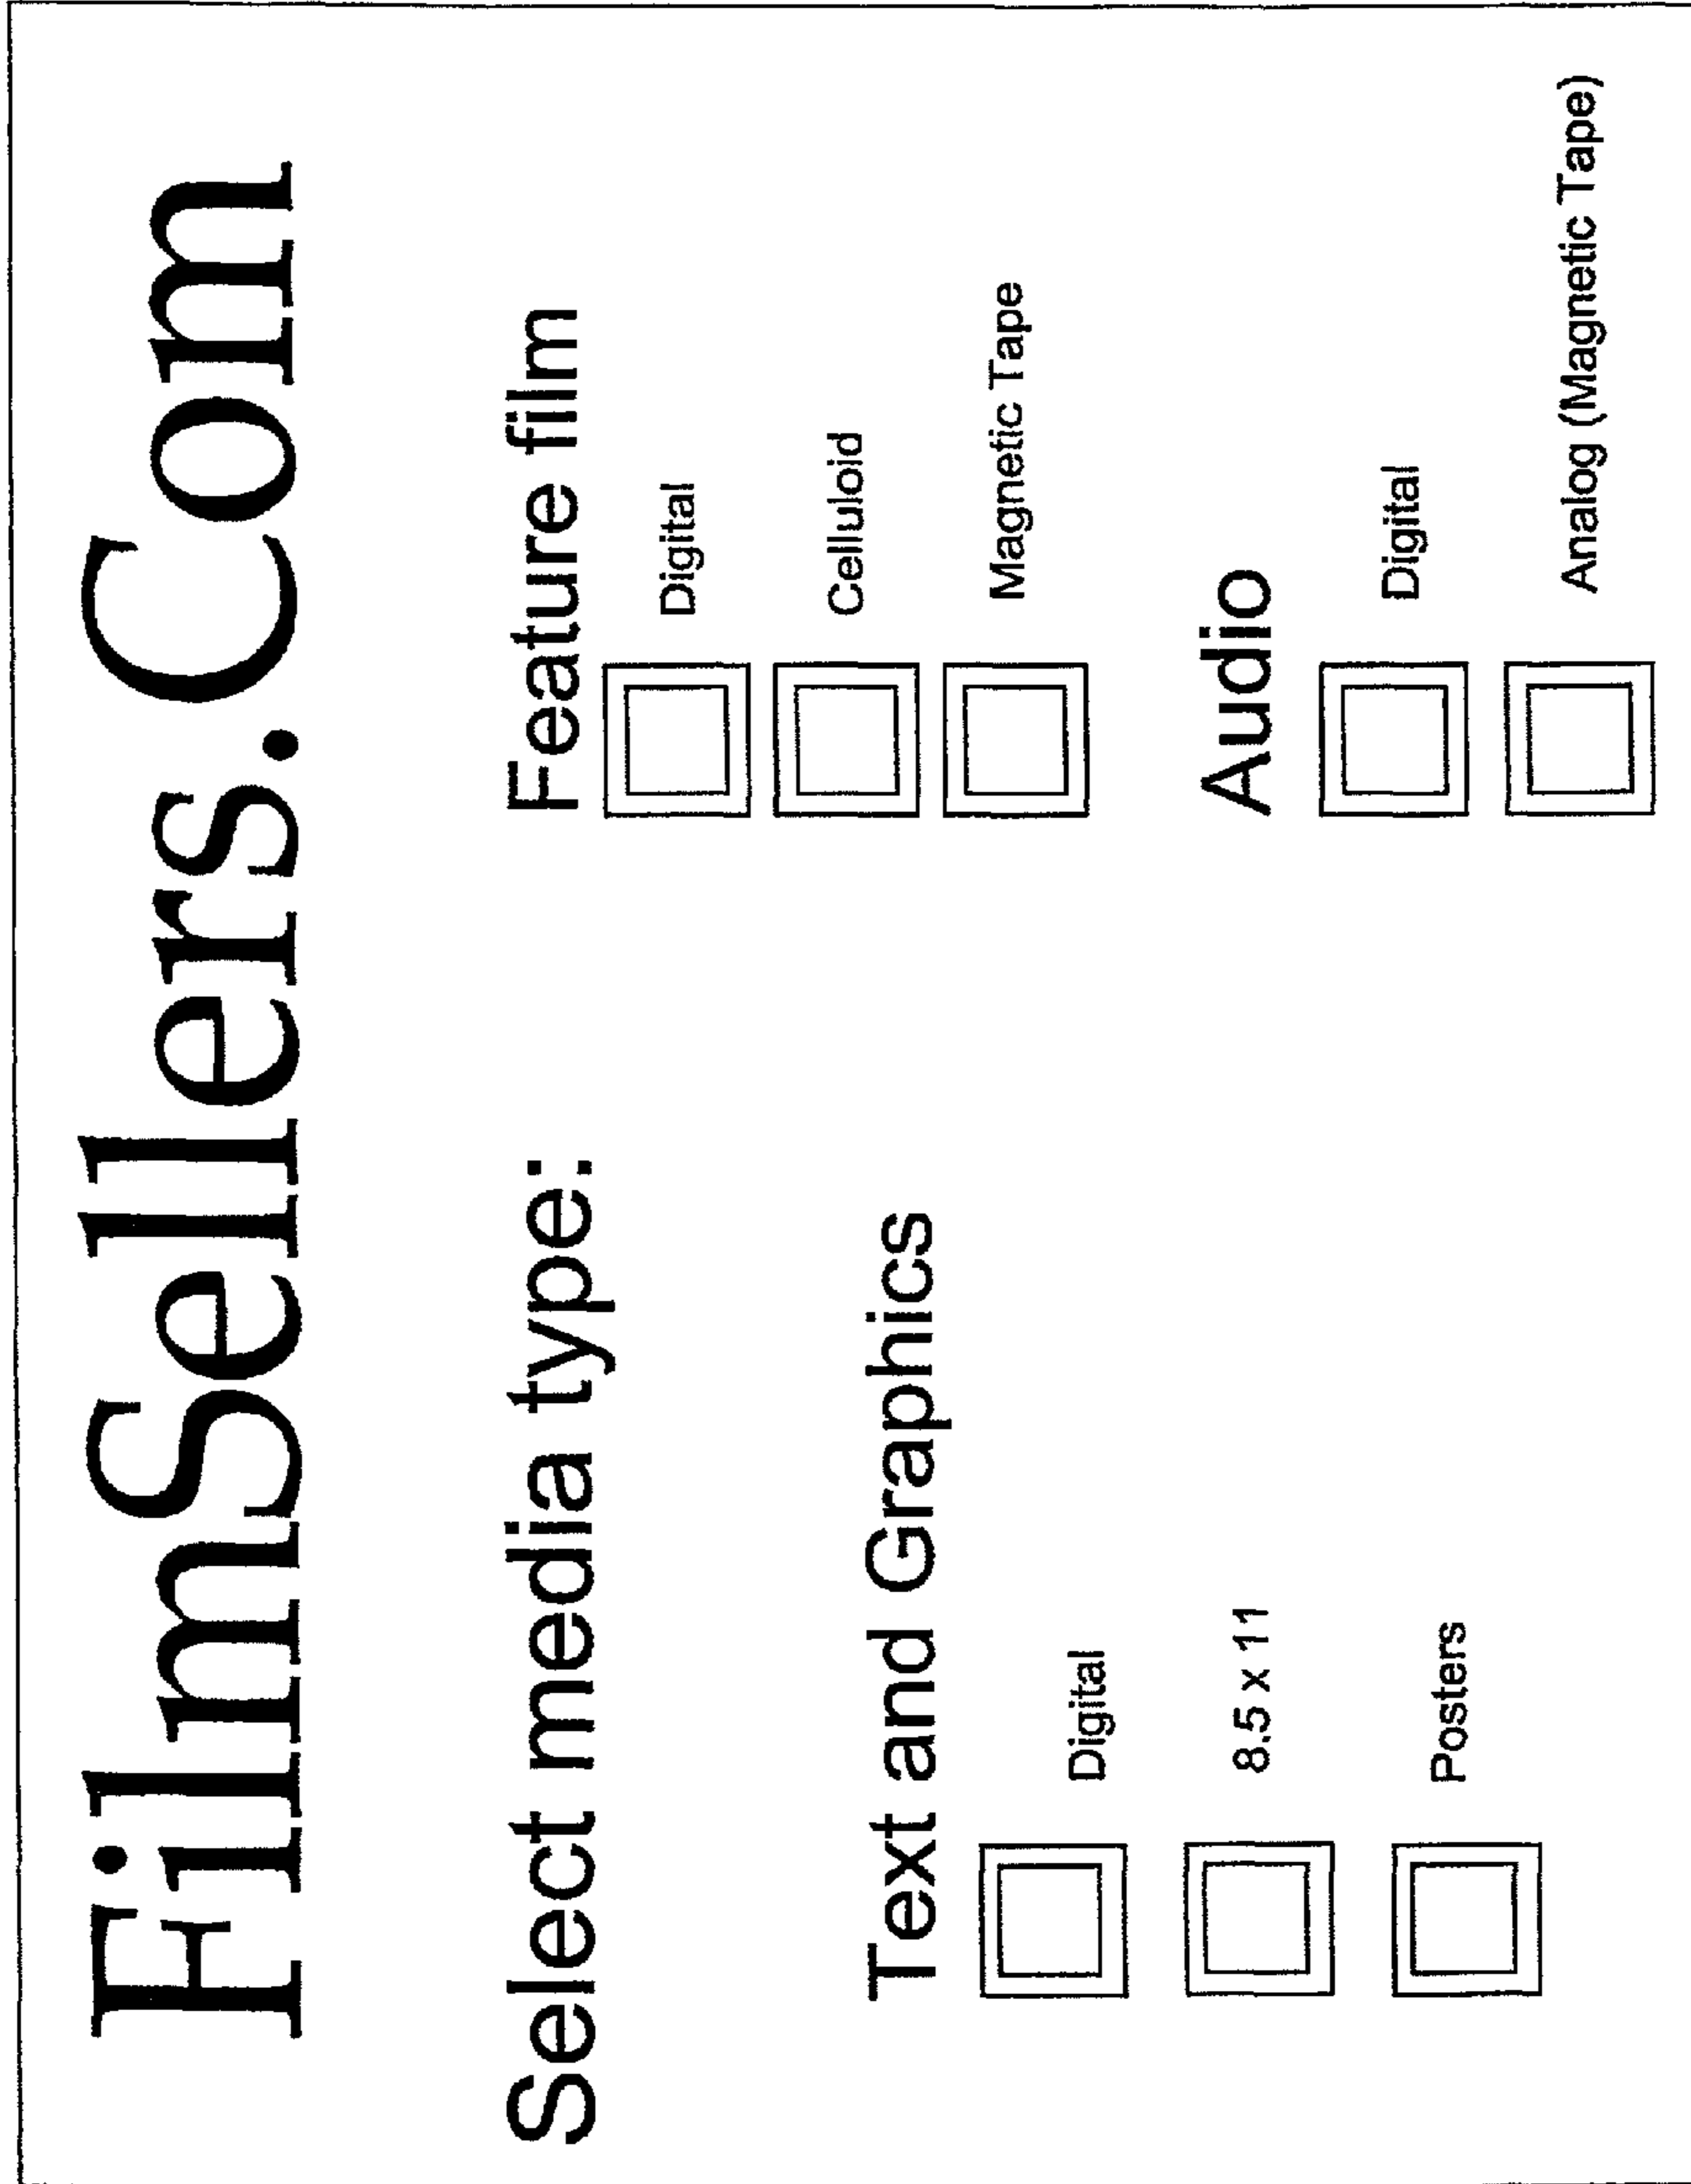 FilmSellers.Com
Select media type:
Text and Graphics
Digital
8.5 x 11
Posters
Feature film
Digital
Celluloid
Magnetic Tape
Audio
Digital
Analog (Magnetic Tape)